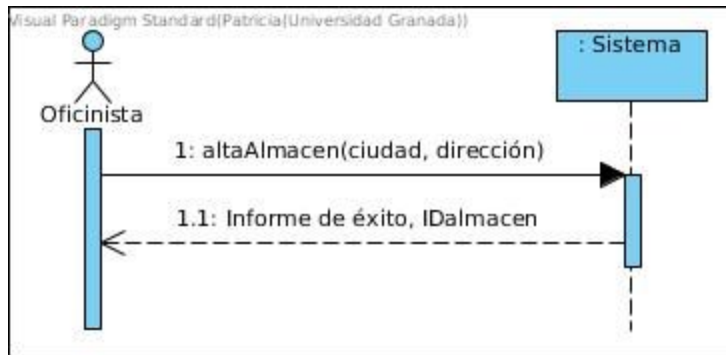 Visual Paradigm Standard(Patricia(Universidad Granada))
: Sistema
Oficinista
1: altaAlmacen(ciudad, dirección)
1.1: Informe de éxito, IDalmacen